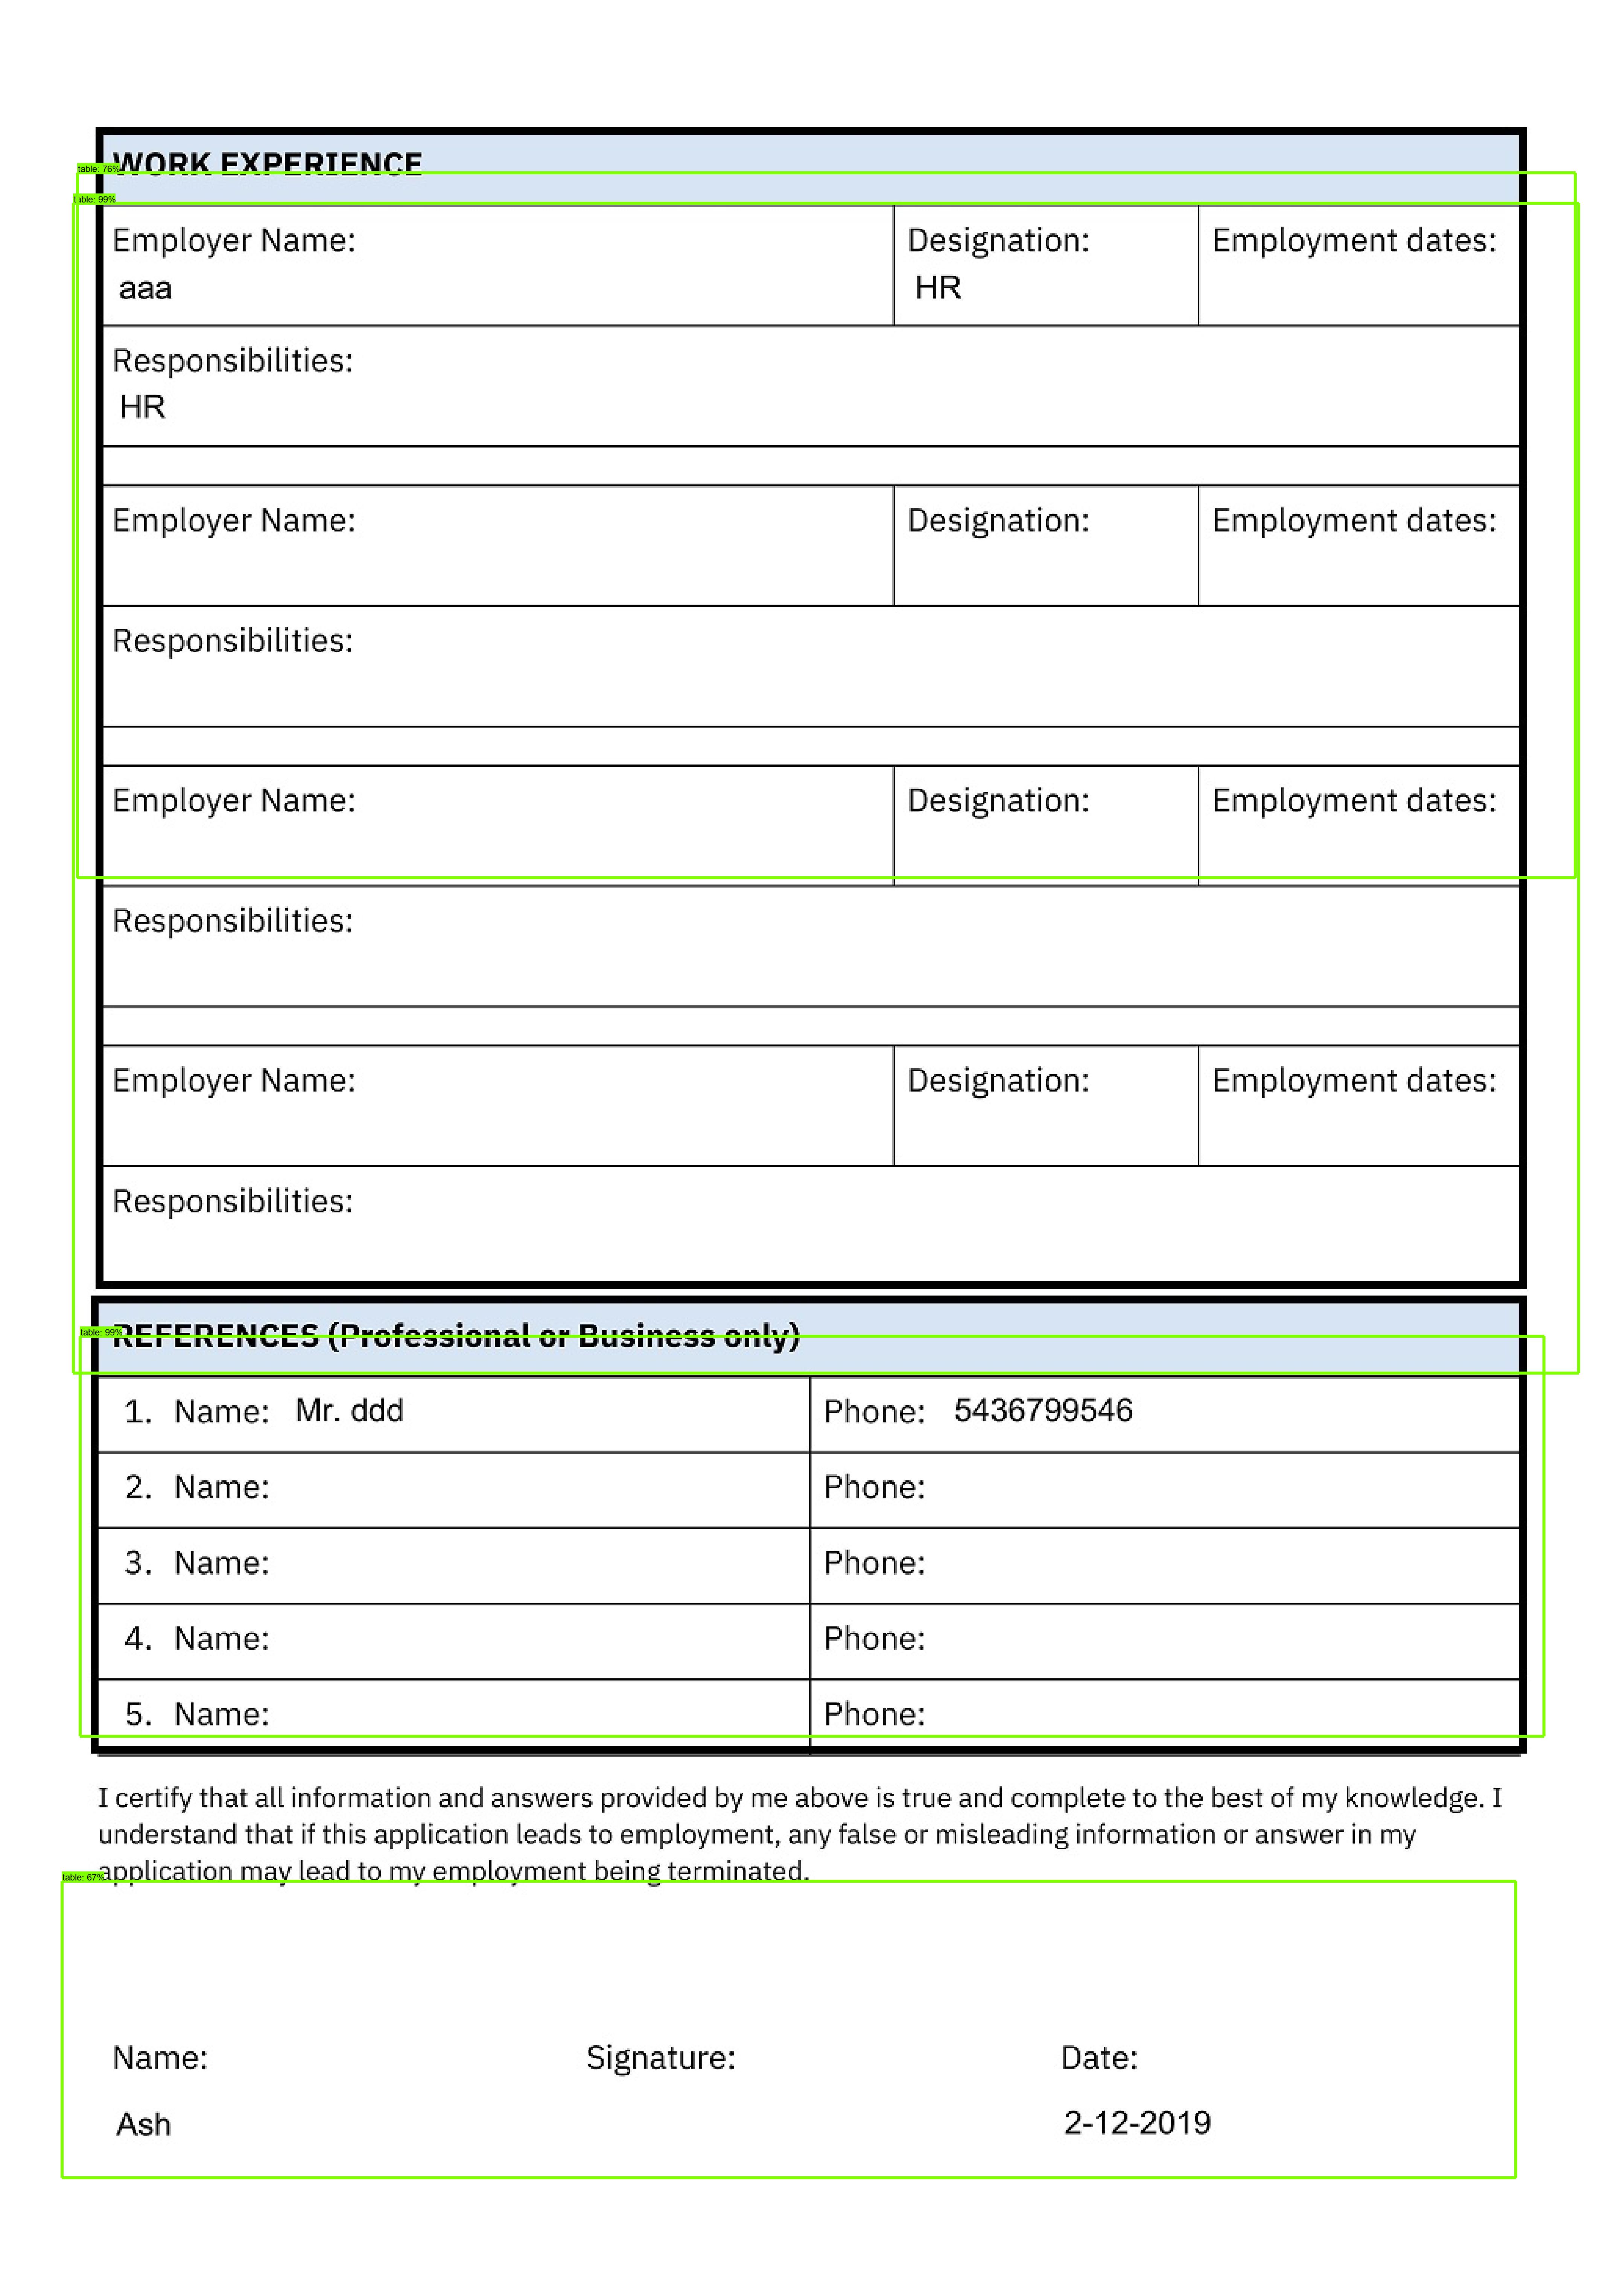 WORK EXPERIENCE
table: 76%
table: 99%
Employer Name: Designation: Employment dates:
aaa HR
Responsibilities:
HR
Employer Name: Designation: Employment dates:
Responsibilities:
Employer Name: Designation: Employment dates:
Responsibilities:
Employer Name: Designation: Employment dates:
Responsibilities:
table: 99%
REFERENCES (Professional or Business only)
1. Name: Mr. ddd Phone: 5436799546
2. Name: Phone:
3. Name: Phone:
4. Name: Phone:
5. Name: Phone:
I certify that all information and answers provided by me above is true and complete to the best of my knowledge. I
understand that if this application leads to employment, any false or misleading information or answer in my
application may lead to my employment being terminated.
table: 67%
Name: Signature: Date:
Ash 2-12-2019